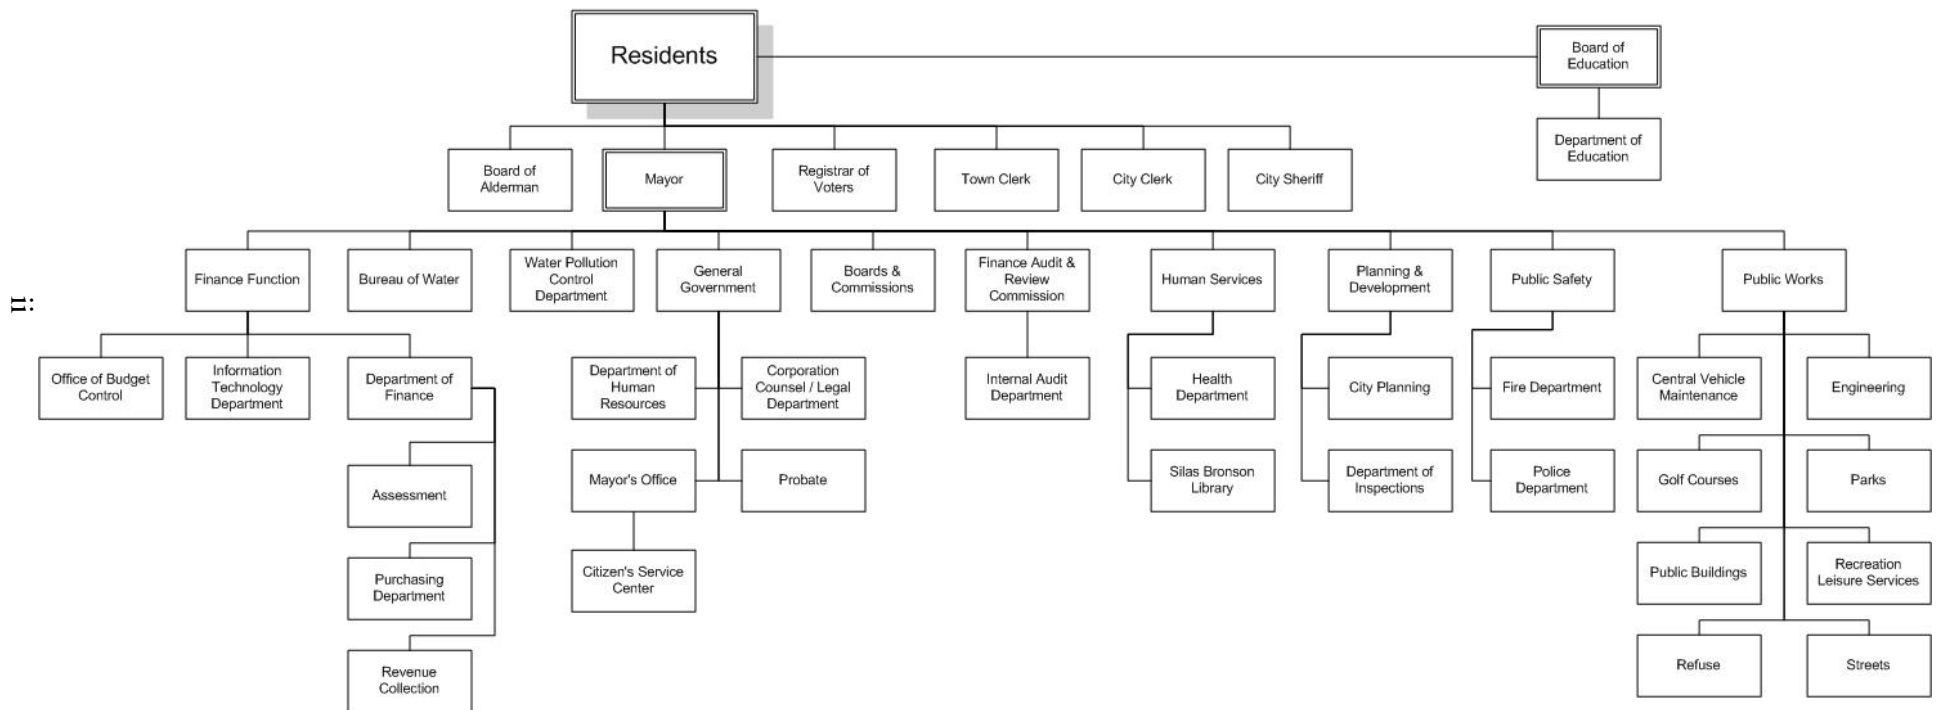 Residents
Board of
Education
Department of
Education
Board of
Alderman
Mayor
Registrar of
Voters
Town Clerk
City Clerk
City Sheriff
Finance Function
Bureau of Water
Water Pollution
Control
Department
General
Government
Boards &
Commissions
Finance Audit &
Review
Commission
Human Services
Planning &
Development
Public Safety
Public Works
ii
Office of Budget
Control
Information
Technology
Department
Department of
Finance
Department of
Human
Resources
Corporation
Counsel / Legal
Department
Internal Audit
Department
Health
Department
City Planning
Fire Department
Central Vehicle
Maintenance
Engineering
Assessment
Mayor's Office
Probate
Silas Bronson
Library
Department of
Inspections
Police
Department
Golf Courses
Parks
Purchasing
Department
Citizen's Service
Center
Public Buildings
Recreation
Leisure Services
Revenue
Collection
Refuse
Streets